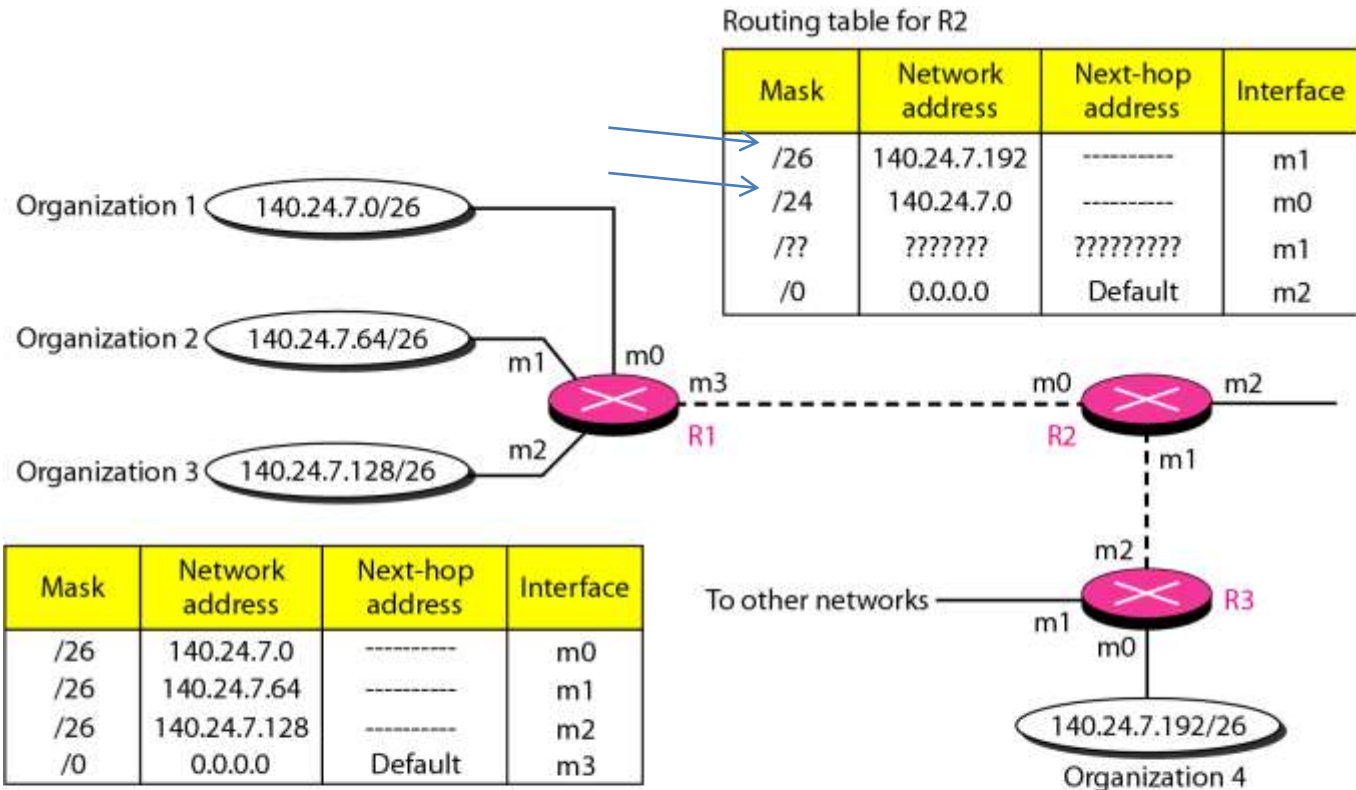 Routing table for R2
Mask Network address Next-hop address Interface
/26 140.24.7.192 ---------- m1
/24 140.24.7.0 ---------- m0
/?? ??????? ????????? m1
/0 0.0.0.0 Default m2
Organization 1 140.24.7.0/26
Organization 2 140.24.7.64/26
m1 m0 m3 m0 m2
R1 R2
Organization 3 140.24.7.128/26 m2
m1
m2
To other networks R3
m1
m0
140.24.7.192/26
Organization 4
Mask Network address Next-hop address Interface
/26 140.24.7.0 ---------- m0
/26 140.24.7.64 ---------- m1
/26 140.24.7.128 ---------- m2
/0 0.0.0.0 Default m3